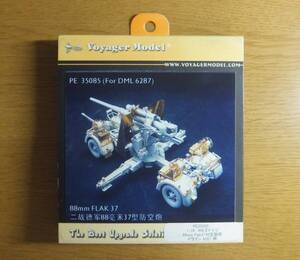 Voyager Model
WWW.VOYAGERMODEL.COM
PE 35085 (For DML 6287)
88mm FLAK 37
二战德军88毫米37型防空炮
The Best Upgrade